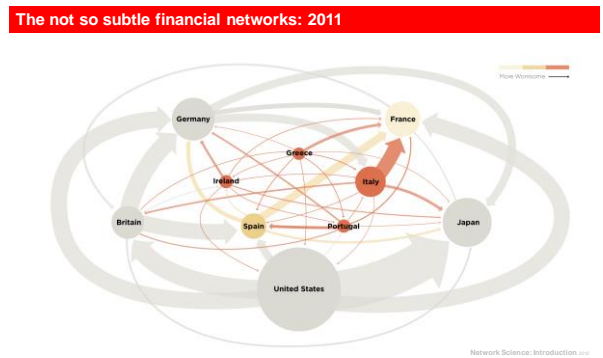 The not so subtle financial networks: 2011
More Worrisome
Germany
France
Greece
Ireland
Italy
Britain
Spain
Portugal
Japan
United States
Network Science: Introduction